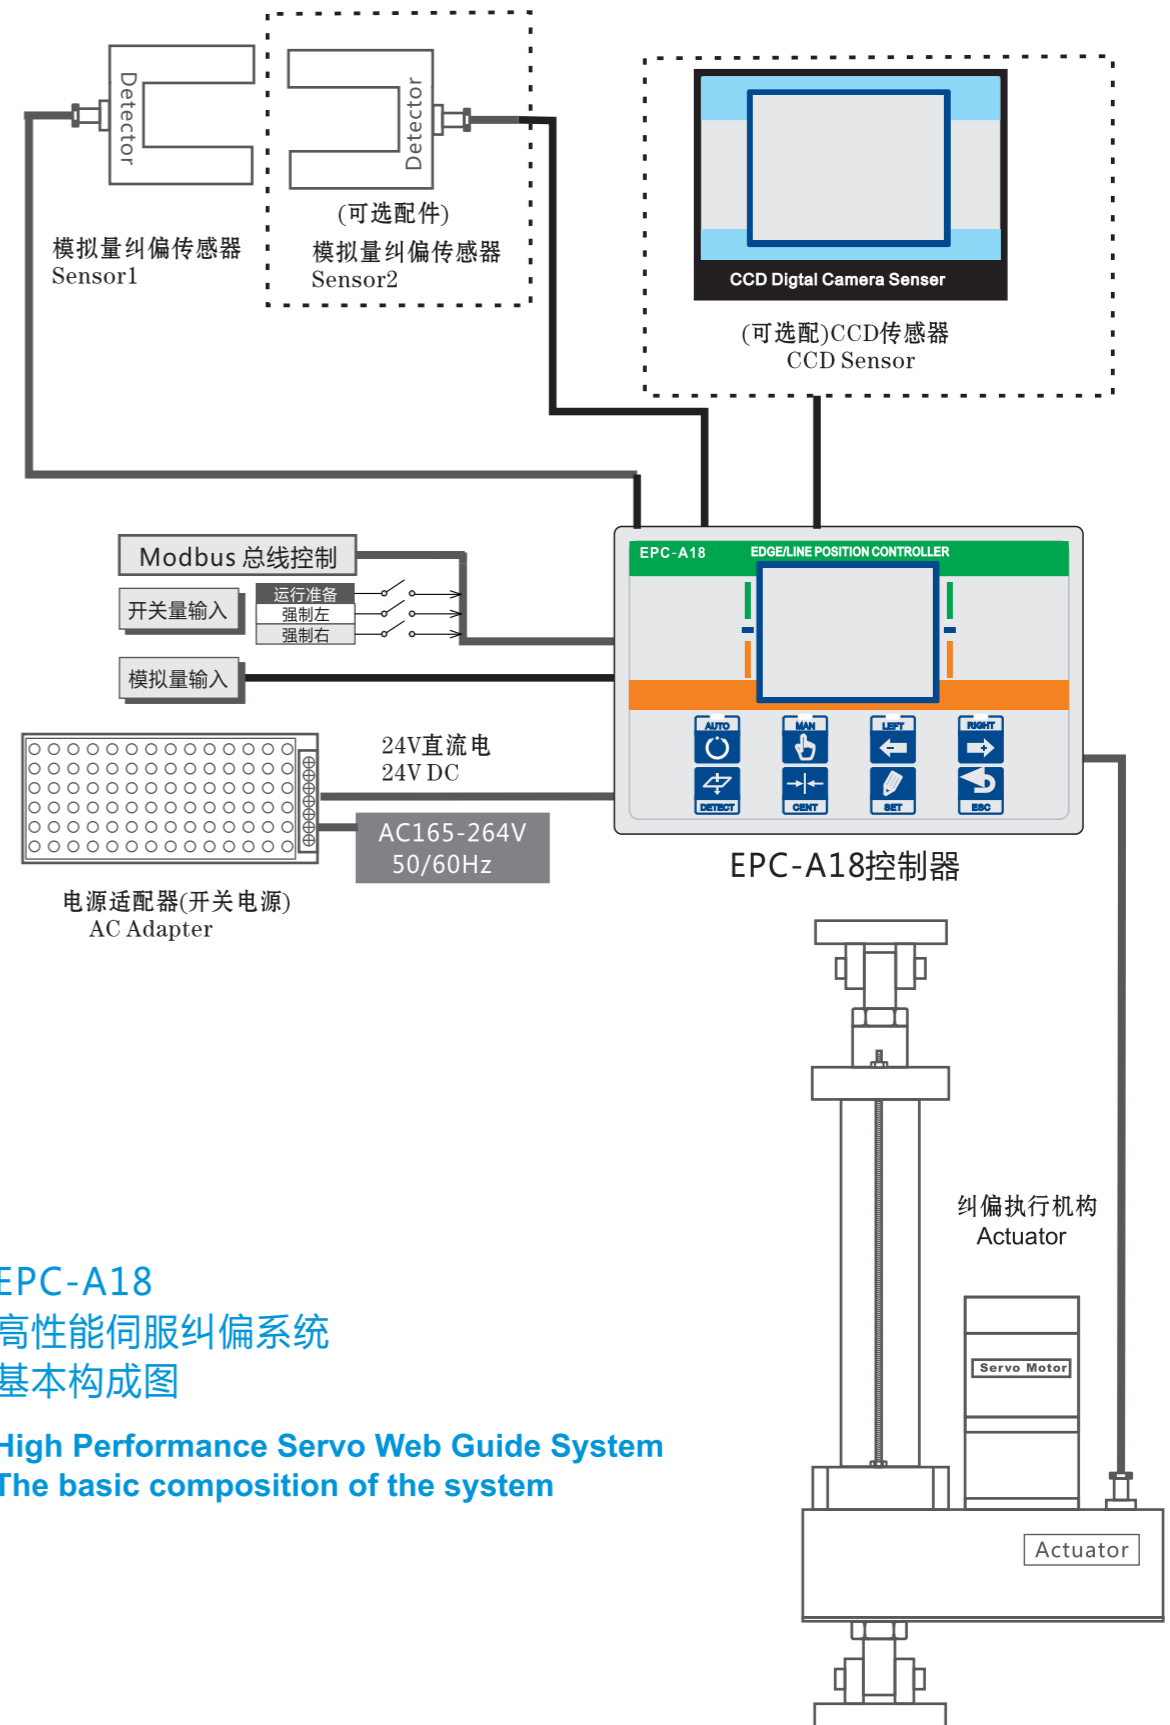 Detector
Detector
模拟量纠偏传感器
Sensor1
(可选配件)
模拟量纠偏传感器
Sensor2
CCD Digtal Camera Senser
(可选配)CCD传感器
CCD Sensor
Modbus 总线控制
开关量输入
运行准备
强制左
强制右
模拟量输入
EPC-A18 EDGE/LINE POSITION CONTROLLER
AUTO MAN LEFT RIGHT
DETECT CENT SET ESC
24V直流电
24V DC
AC165-264V
50/60Hz
电源适配器(开关电源)
AC Adapter
EPC-A18控制器
纠偏执行机构
Actuator
Servo Motor
Actuator
EPC-A18
高性能伺服纠偏系统
基本构成图
High Performance Servo Web Guide System
The basic composition of the system